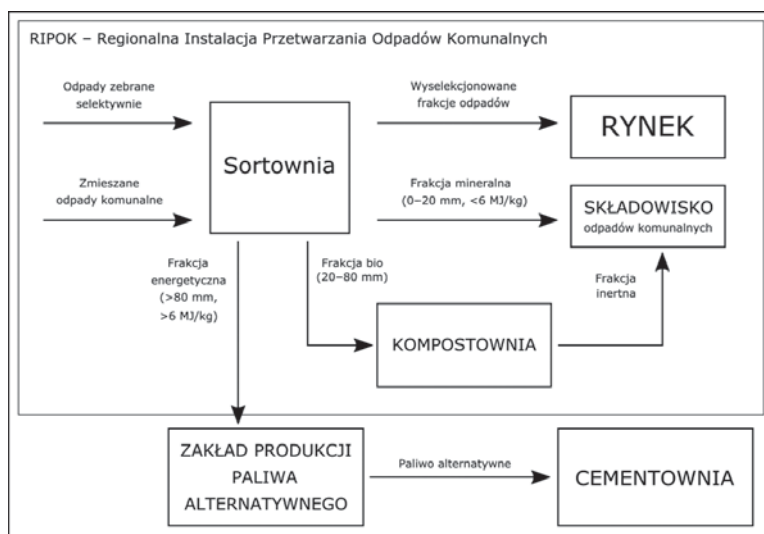 RIPOK – Regionalna Instalacja Przetwarzania Odpadów Komunalnych
Odpady zebrane
selektywnie
Zmieszane
odpady komunalne
Sortownia
Wyselekcjonowane
frakcje odpadów
RYNEK
Frakcja mineralna
(0–20 mm, <6 MJ/kg)
SKŁADOWISKO
odpadów komunalnych
Frakcja
energetyczna
(>80 mm,
>6 MJ/kg)
Frakcja bio
(20–80 mm)
KOMPOSTOWNIA
Frakcja
inertna
ZAKŁAD PRODUKCJI
PALIWA
ALTERNATYWNEGO
Paliwo alternatywne
CEMENTOWNIA